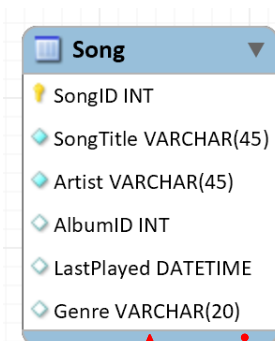 Song
SongID INT
SongTitle VARCHAR(45)
Artist VARCHAR(45)
AlbumID INT
LastPlayed DATETIME
Genre VARCHAR(20)